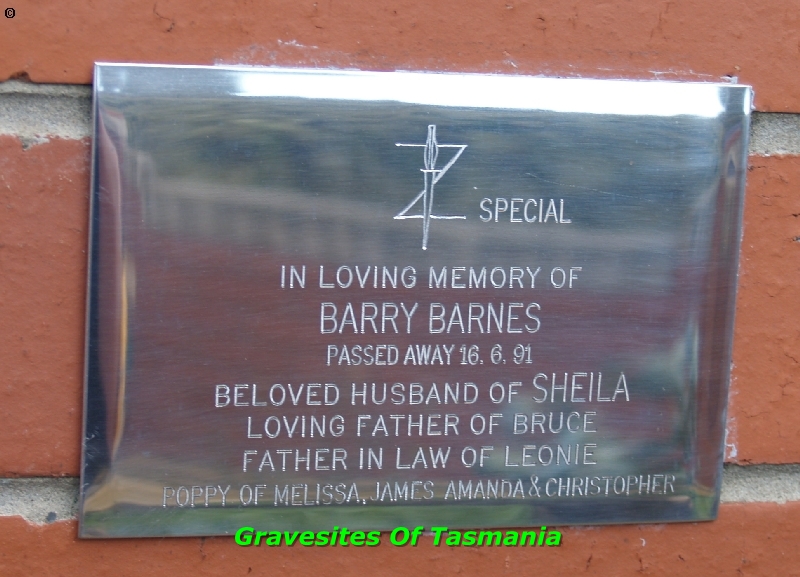 ©
Z SPECIAL
IN LOVING MEMORY OF
BARRY BARNES
PASSED AWAY 16. 6. 91
BELOVED HUSBAND OF SHEILA
LOVING FATHER OF BRUCE
FATHER IN LAW OF LEONIE
POPPY OF MELISSA, JAMES AMANDA & CHRISTOPHER
Gravesites Of Tasmania